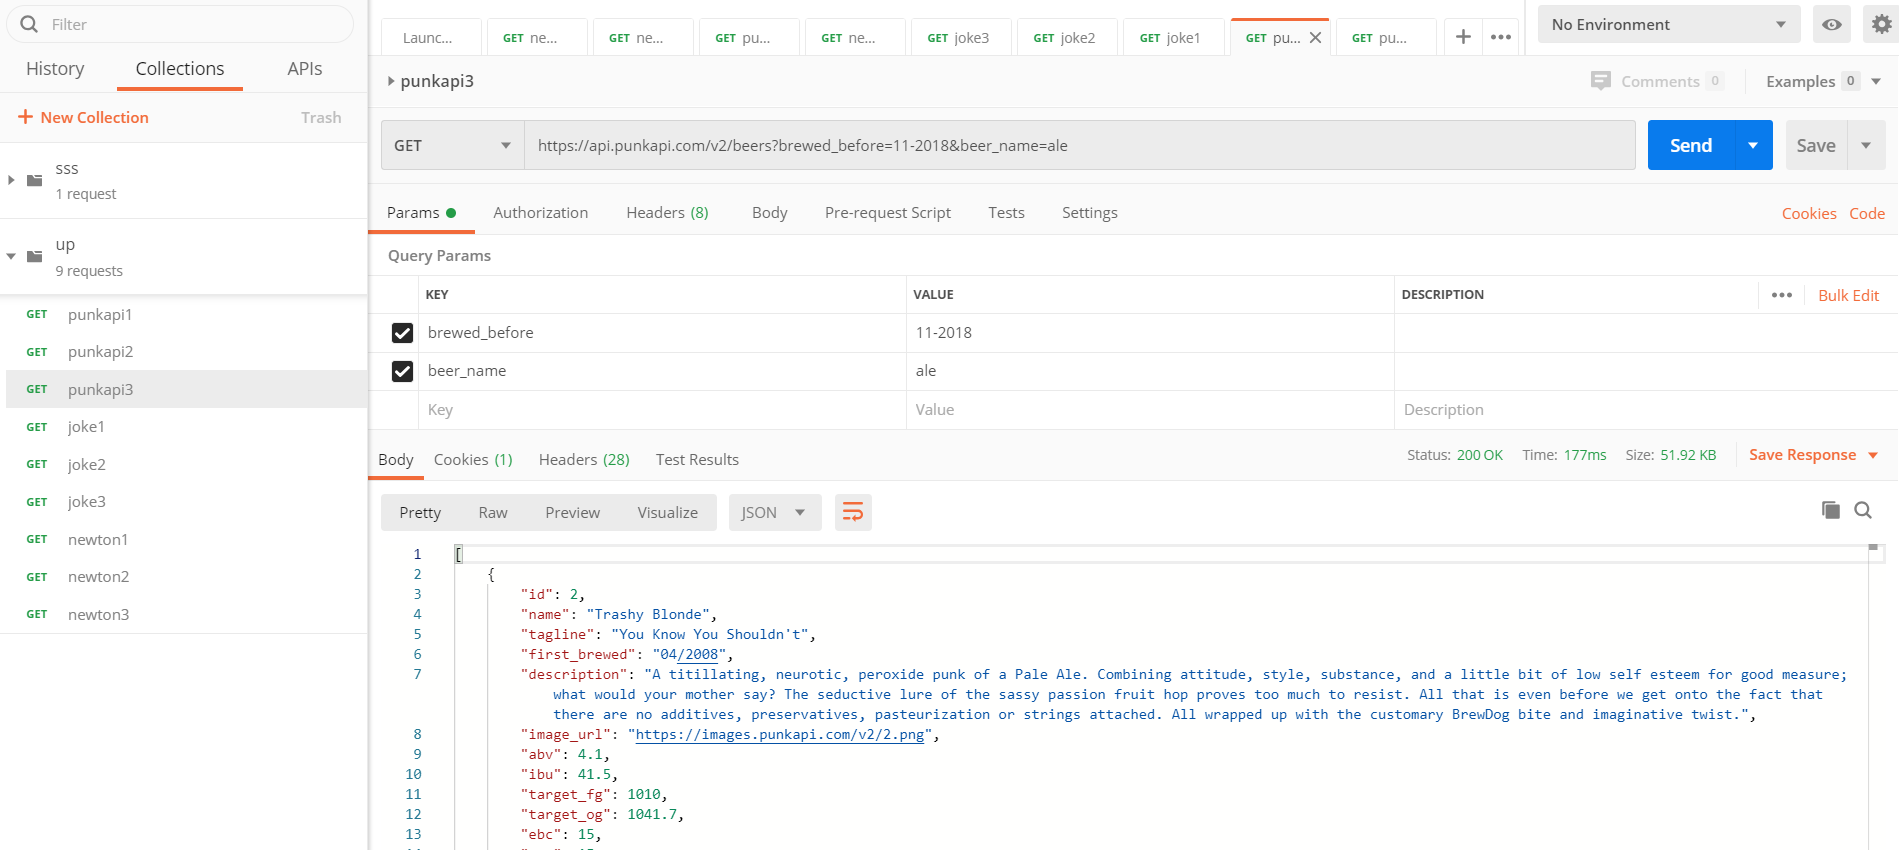 Filter
History Collections APIs
+ New Collection Trash
sss
1 request
up
9 requests
GET punkapi1
GET punkapi2
GET punkapi3
GET joke1
GET joke2
GET joke3
GET newton1
GET newton2
GET newton3
Launc... GET ne... GET ne... GET pu... GET ne... GET joke3 GET joke2 GET joke1 GET pu... GET pu...
No Environment
punkapi3
Comments 0 Examples 0
GET https://api.punkapi.com/v2/beers?brewed_before=11-2018&beer_name=ale Send Save
Params Authorization Headers (8) Body Pre-request Script Tests Settings Cookies Code
Query Params
KEY VALUE DESCRIPTION Bulk Edit
brewed_before 11-2018
beer_name ale
Key Value Description
Body Cookies (1) Headers (28) Test Results Status: 200 OK Time: 177ms Size: 51.92 KB Save Response
Pretty Raw Preview Visualize JSON
1 [
2 {
3 "id": 2,
4 "name": "Trashy Blonde",
5 "tagline": "You Know You Shouldn't",
6 "first_brewed": "04/2008",
7 "description": "A titillating, neurotic, peroxide punk of a Pale Ale. Combining attitude, style, substance, and a little bit of low self esteem for good measure;
what would your mother say? The seductive lure of the sassy passion fruit hop proves too much to resist. All that is even before we get onto the fact that
there are no additives, preservatives, pasteurization or strings attached. All wrapped up with the customary BrewDog bite and imaginative twist.",
8 "image_url": "https://images.punkapi.com/v2/2.png",
9 "abv": 4.1,
10 "ibu": 41.5,
11 "target_fg": 1010,
12 "target_og": 1041.7,
13 "ebc": 15,